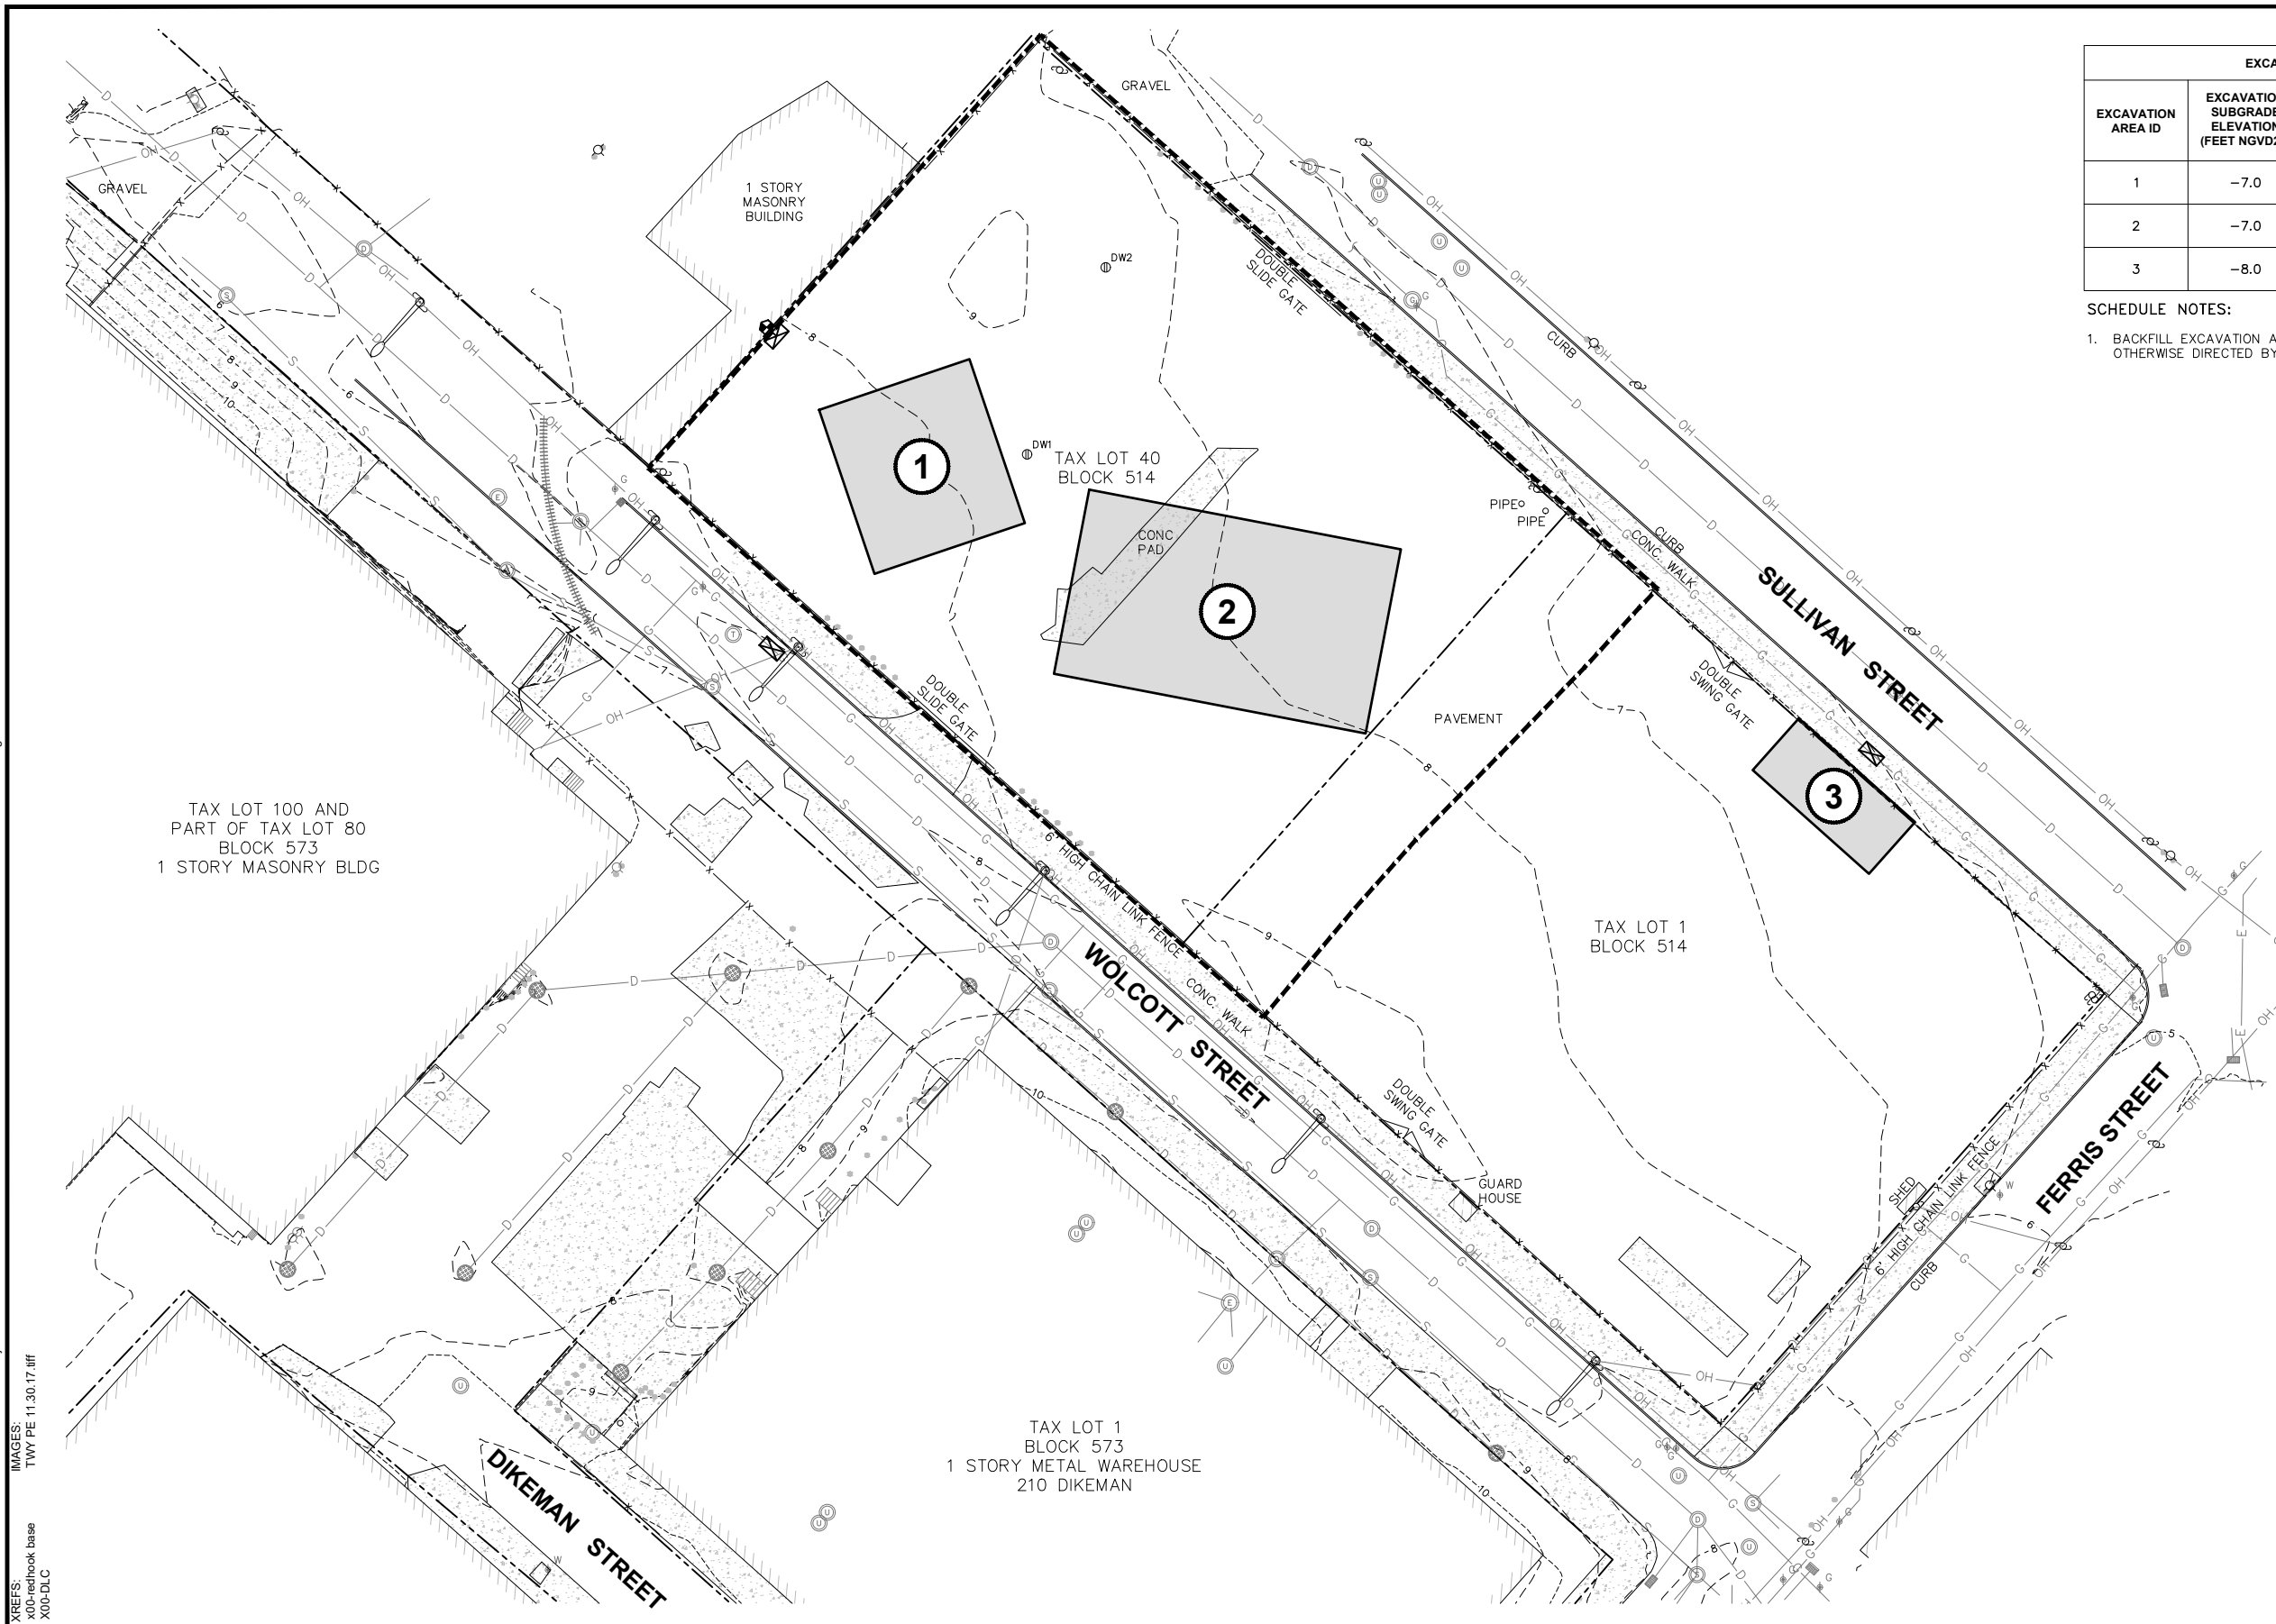 EXCA
EXCAVATION
AREA ID
EXCAVATIO
SUBGRADE
ELEVATION
(FEET NGVD2
1 -7.0
2 -7.0
3 -8.0
SCHEDULE NOTES:
1. BACKFILL EXCAVATION A
OTHERWISE DIRECTED BY
GRAVEL
GRAVEL
1 STORY
MASONRY
BUILDING
DW2
DOUBLE
SLIDE GATE
CURB
1
DW1
TAX LOT 40
BLOCK 514
CONC
PAD
2
PIPE
PIPE
CURB
CONC. WALK
SULLIVAN STREET
DOUBLE
SWING GATE
3
DOUBLE
SLIDE GATE
PAVEMENT
TAX LOT 100 AND
PART OF TAX LOT 80
BLOCK 573
1 STORY MASONRY BLDG
6' HIGH CHAIN LINK FENCE
CONC. WALK
TAX LOT 1
BLOCK 514
WOLCOTT STREET
DOUBLE
SWING GATE
GUARD
HOUSE
SHED
6' HIGH CHAIN LINK FENCE
CURB
FERRIS STREET
TAX LOT 1
BLOCK 573
1 STORY METAL WAREHOUSE
210 DIKEMAN
DIKEMAN STREET
XREFS:
x00-redhook base
X00-DLC
IMAGES:
TWY PE 11.30.17.tiff